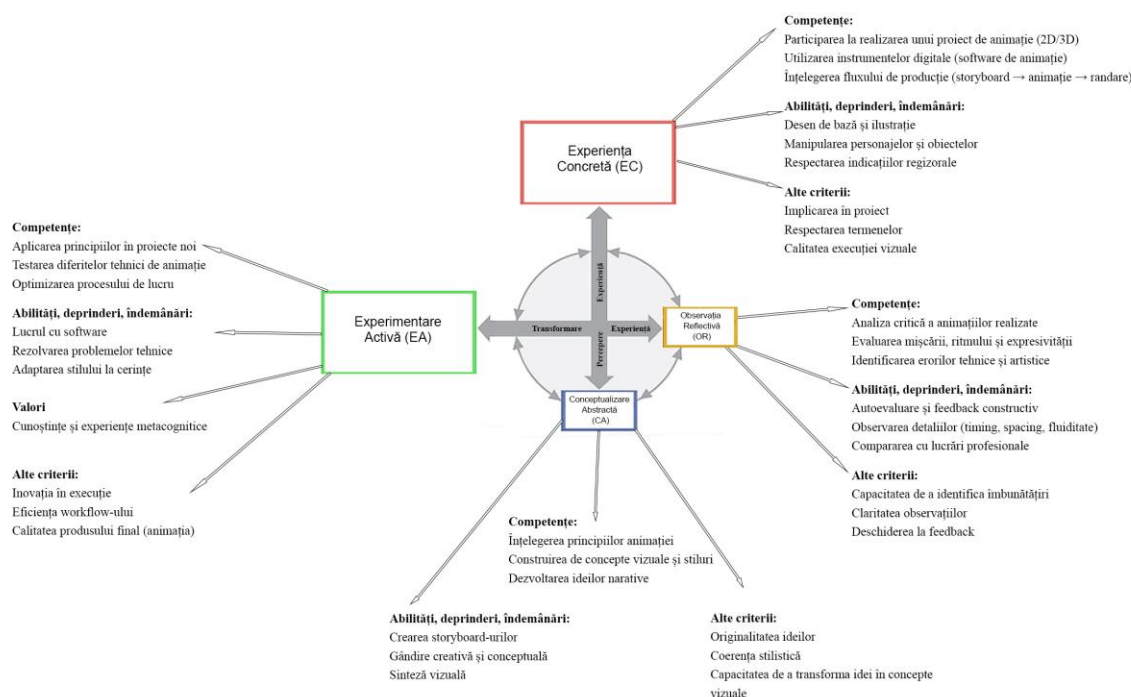 Competențe:
Participarea la realizarea unui proiect de animație (2D/3D)
Utilizarea instrumentelor digitale (software de animație)
Înțelegerea fluxului de producție (storyboard → animație → randare)
Abilități, deprinderi, îndemânări:
Desen de bază și ilustrație
Manipularea personajelor și obiectelor
Respectarea indicațiilor regizorale
Alte criterii:
Implicarea în proiect
Respectarea termenelor
Calitatea execuției vizuale
Experiența
Concretă (EC)
Competențe:
Aplicarea principiilor în proiecte noi
Testarea diferitelor tehnici de animație
Optimizarea procesului de lucru
Abilități, deprinderi, îndemânări:
Lucrul cu software
Rezolvarea problemelor tehnice
Adaptarea stilului la cerințe
Valori
Cunoștințe și experiențe metacognitice
Alte criterii:
Inovația în execuție
Eficiența workflow-ului
Calitatea produsului final (animația)
Experimentare
Activă (EA)
Experiență
Transformare
Experiență
Percepere
Observația
Reflectivă
(OR)
Competențe:
Analiza critică a animațiilor realizate
Evaluarea mișcării, ritmului și expresivității
Identificarea erorilor tehnice și artistice
Abilități, deprinderi, îndemânări:
Autoevaluare și feedback constructiv
Observarea detaliilor (timing, spacing, fluiditate)
Compararea cu lucrări profesionale
Alte criterii:
Capacitatea de a identifica îmbunătățiri
Claritatea observațiilor
Deschiderea la feedback
Conceptualizare
Abstractă
(CA)
Competențe:
Înțelegerea principiilor animației
Construirea de concepte vizuale și stiluri
Dezvoltarea ideilor narative
Abilități, deprinderi, îndemânări:
Crearea storyboard-urilor
Gândire creativă și conceptuală
Sinteză vizuală
Alte criterii:
Originalitatea ideilor
Coerența stilistică
Capacitatea de a transforma idei în concepte
vizuale